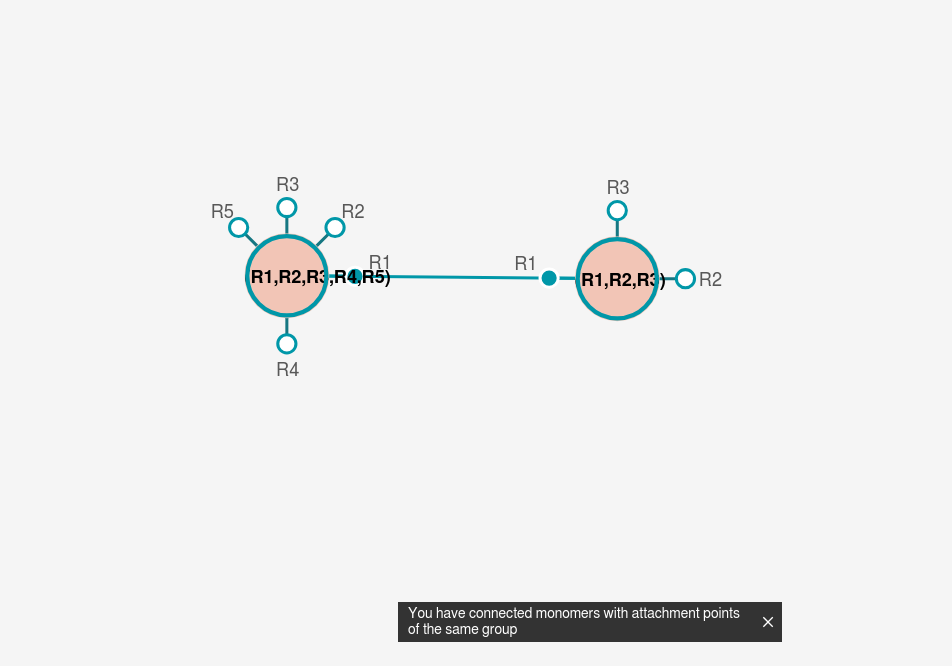 R3
R3
R5
R2
R1
R1
R1,R2,R3,R4,R5)
R1,R2,R3)
R2
R4
You have connected monomers with attachment points
of the same group